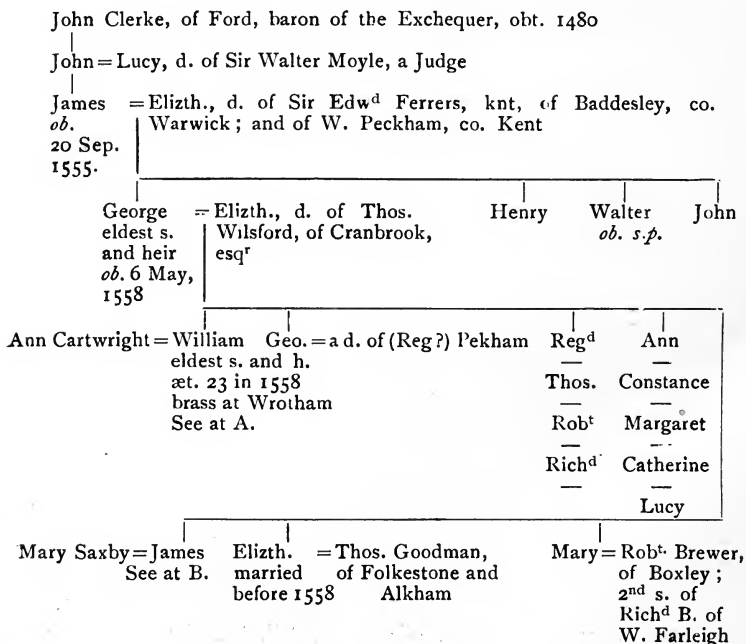 John Clerke, of Ford, baron of the Exchequer, obt. 1480
John = Lucy, d. of Sir Walter Moyle, a Judge
James = Elizth., d. of Sir Edwd Ferrers, knt, of Baddesley, co.
ob. Warwick; and of W. Peckham, co. Kent
20 Sep.
1555.
George = Elizth., d. of Thos. Henry Walter John
eldest s. Wilsford, of Cranbrook, ob. s.p.
and heir esqr
ob. 6 May,
1558
Ann Cartwright = William Geo. = a d. of (Reg?) Pekham Regd Ann
eldest s. and h. —  —
æt. 23 in 1558 Thos. Constance
brass at Wrotham — —
See at A. Robt Margaret
— —
Richd Catherine
— —
Lucy
Mary Saxby = James Elizth. = Thos. Goodman, Mary = Robt. Brewer,
See at B. married of Folkestone and of Boxley;
before 1558 Alkham 2nd s. of
Richd B. of
W. Farleigh